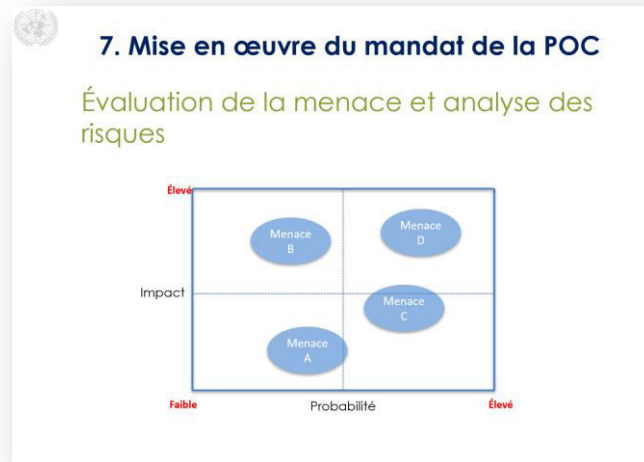 7. Mise en œuvre du mandat de la POC
Évaluation de la menace et analyse des
risques
Élevé
Menace
B
Menace
D
Impact
Menace
C
Menace
A
Faible
Probabilité
Élevé